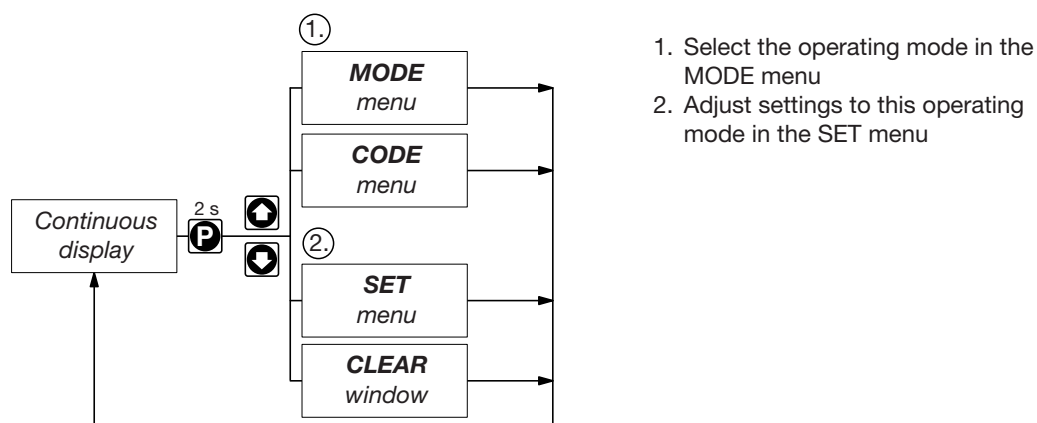 1.
MODE
menu
CODE
menu
Continuous
display
2 s
P
2.
SET
menu
CLEAR
window
1. Select the operating mode in the
MODE menu
2. Adjust settings to this operating
mode in the SET menu